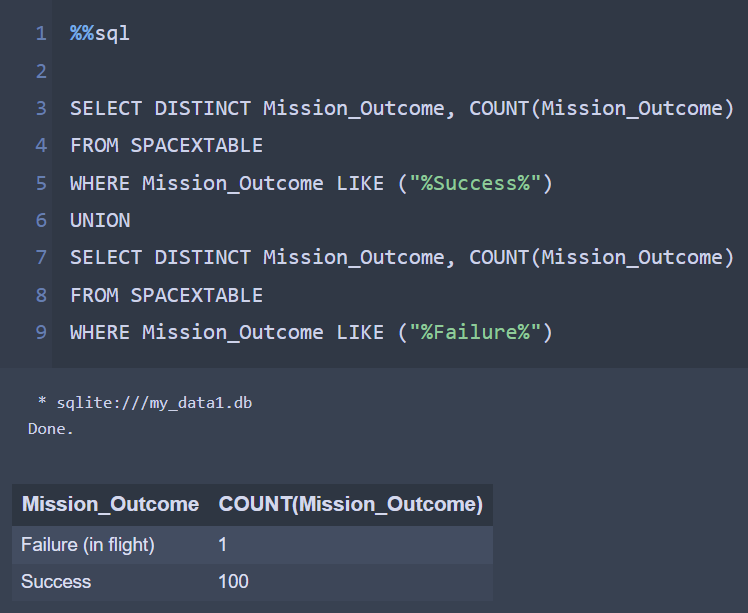 1 %%sql
2
3 SELECT DISTINCT Mission_Outcome, COUNT(Mission_Outcome)
4 FROM SPACEXTABLE
5 WHERE Mission_Outcome LIKE ("%Success%")
6 UNION
7 SELECT DISTINCT Mission_Outcome, COUNT(Mission_Outcome)
8 FROM SPACEXTABLE
9 WHERE Mission_Outcome LIKE ("%Failure%")
* sqlite:///my_data1.db
Done.
Mission_Outcome COUNT(Mission_Outcome)
Failure (in flight) 1
Success 100